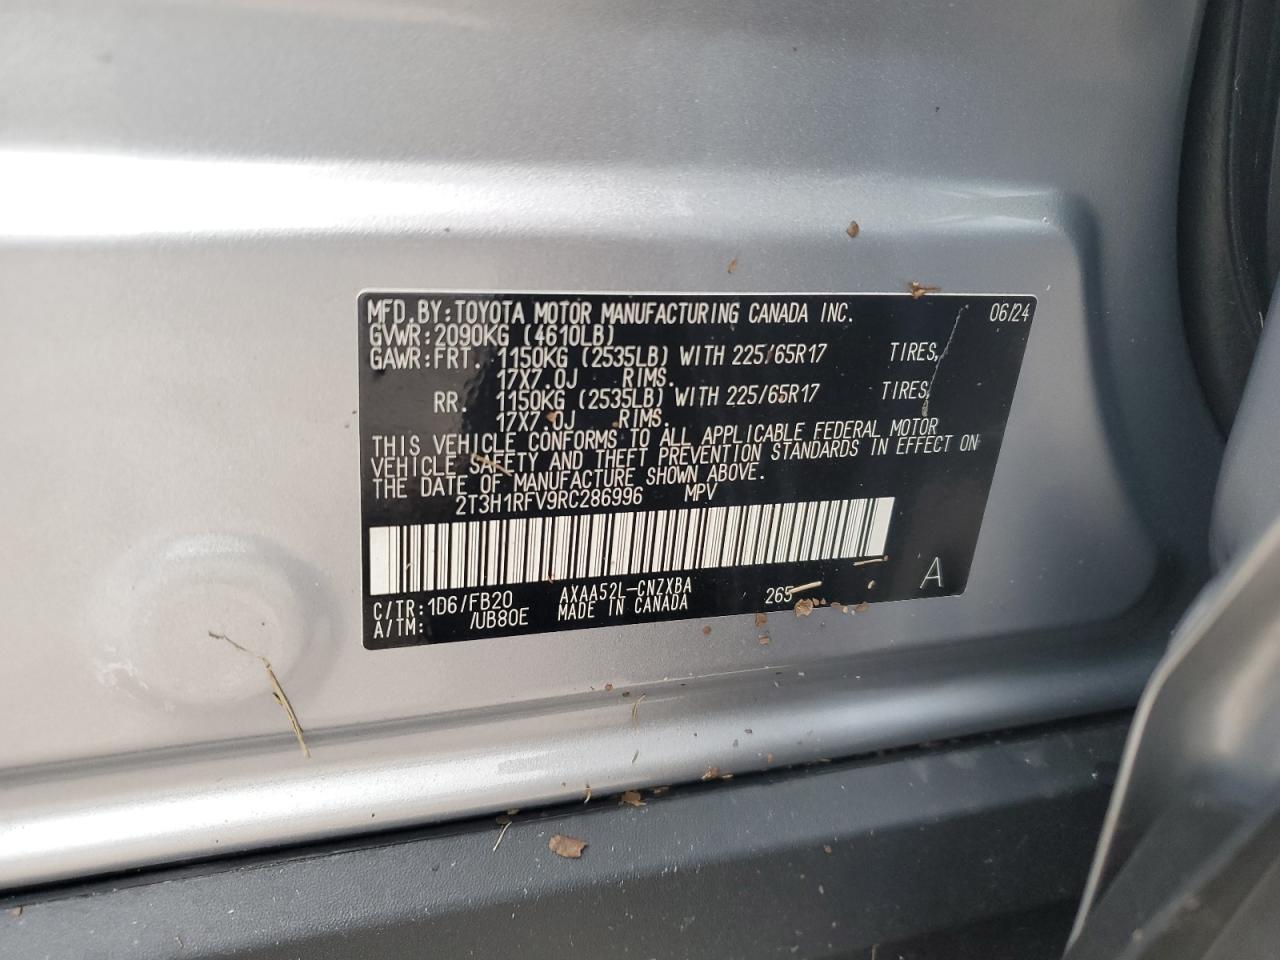 MFD. BY: TOYOTA MOTOR MANUFACTURING CANADA INC. 06/24
GVWR: 2090KG (4610LB)
GAWR: FRT. 1150KG (2535LB) WITH 225/65R17 TIRES,
17X7.0J RIMS.
RR. 1150KG (2535LB) WITH 225/65R17 TIRES,
17X7.0J RIMS.
THIS VEHICLE CONFORMS TO ALL APPLICABLE FEDERAL MOTOR
VEHICLE SAFETY AND THEFT PREVENTION STANDARDS IN EFFECT ON
THE DATE OF MANUFACTURE SHOWN ABOVE.
2T3H1RFV9RC286996 MPV
C/TR: 1D6/FB20 AXAA52L-CNZXBA 265 A
A/TM: /UB80E MADE IN CANADA